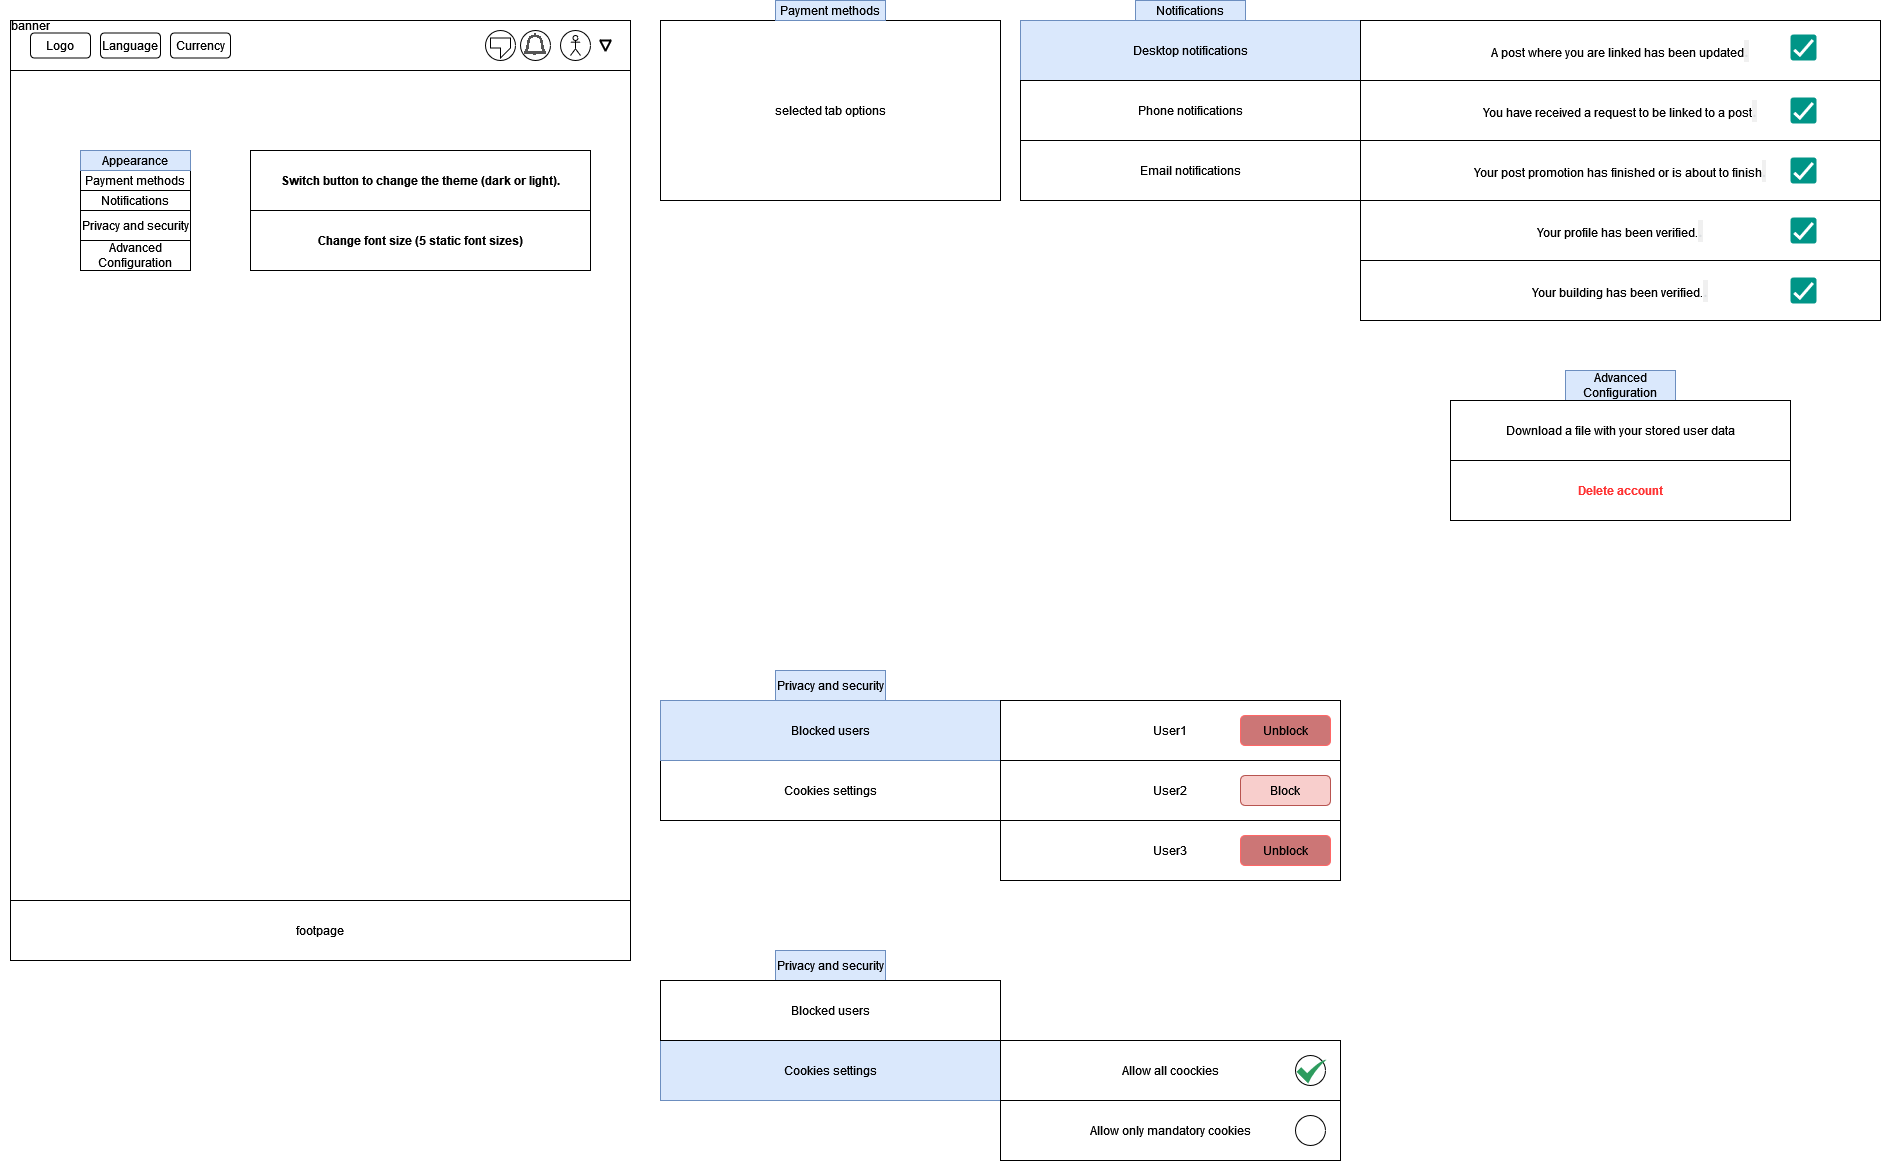 banner
Logo
Language
Currency
Appearance
Payment methods
Notifications
Privacy and security
Advanced
Configuration
Switch button to change the theme (dark or light).
Change font size (5 static font sizes)
footpage
Payment methods
selected tab options
Notifications
Desktop notifications
Phone notifications
Email notifications
A post where you are linked has been updated
You have received a request to be linked to a post
Your post promotion has finished or is about to finish
Your profile has been verified.
Your building has been verified.
Advanced
Configuration
Download a file with your stored user data
Delete account
Privacy and security
Blocked users
Cookies settings
User1
Unblock
User2
Block
User3
Unblock
Privacy and security
Blocked users
Cookies settings
Allow all coockies
Allow only mandatory cookies